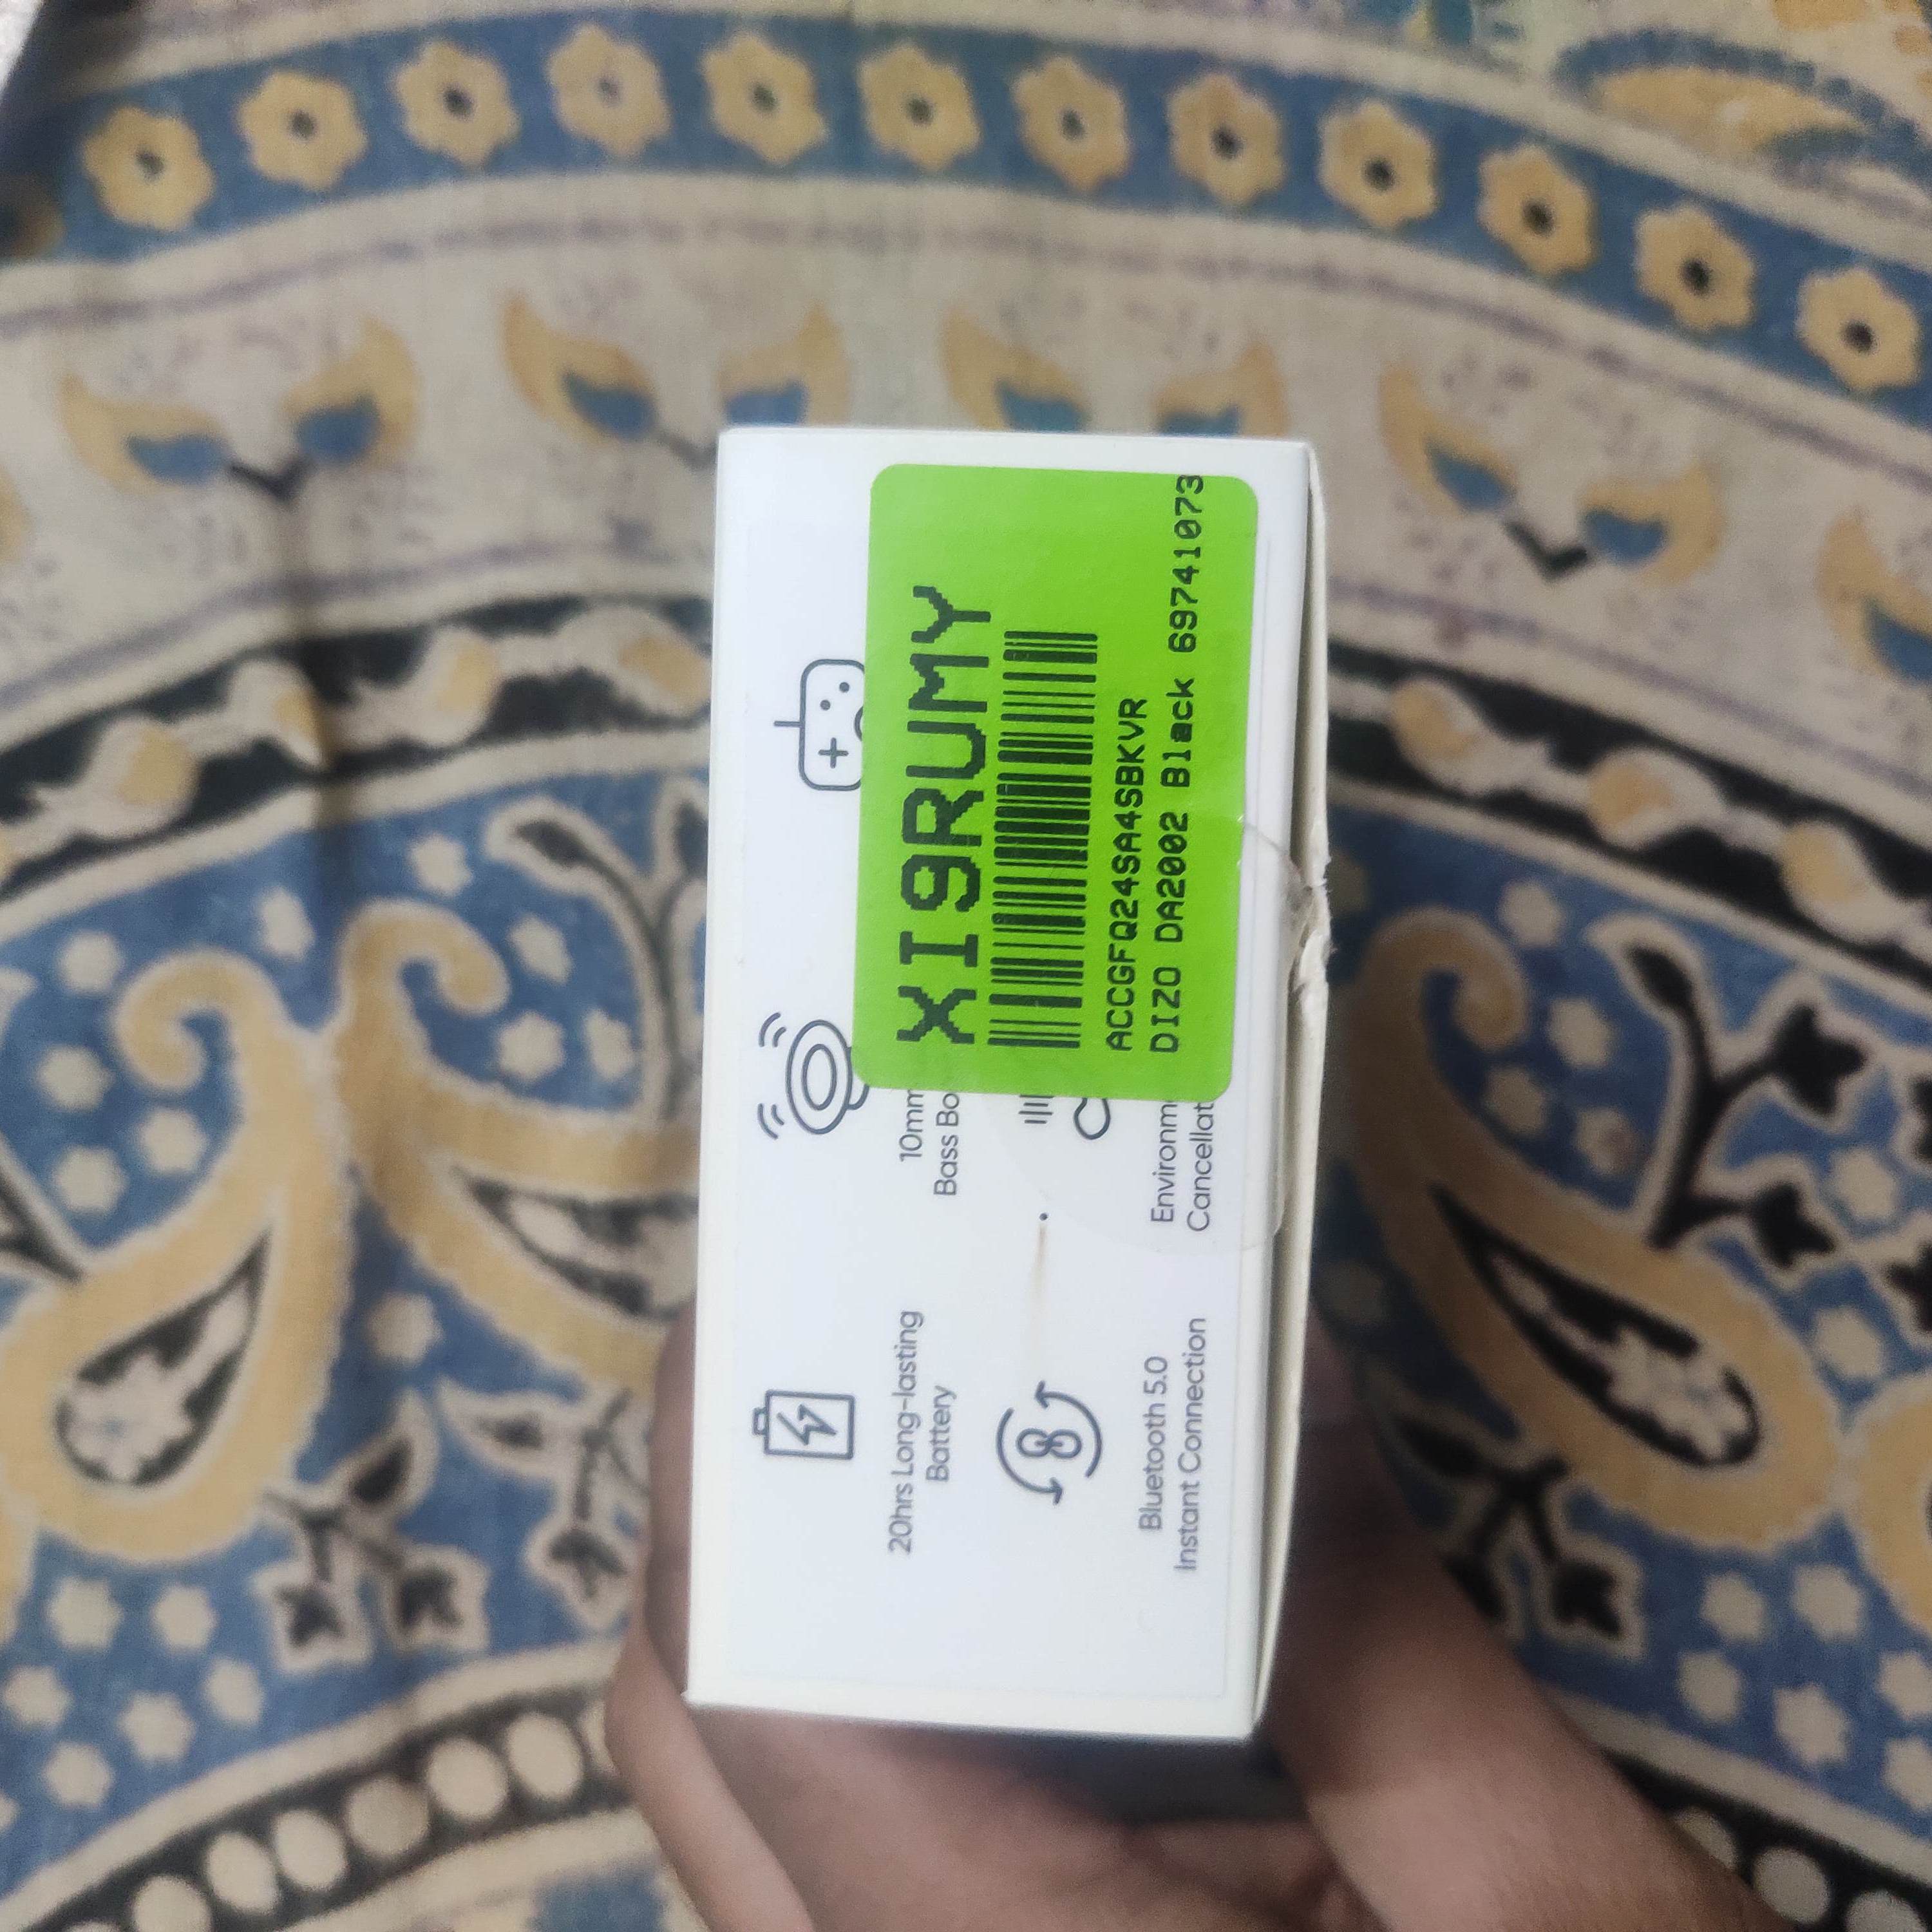 20hrs Long-lasting
Battery
10mm
Bass Bo
Bluetooth 5.0
Instant Connection
Environm
Cancellat
XI9RUMY
ACCGFQ24SA4SBKVR
DIZO DA2002 Black 69741073